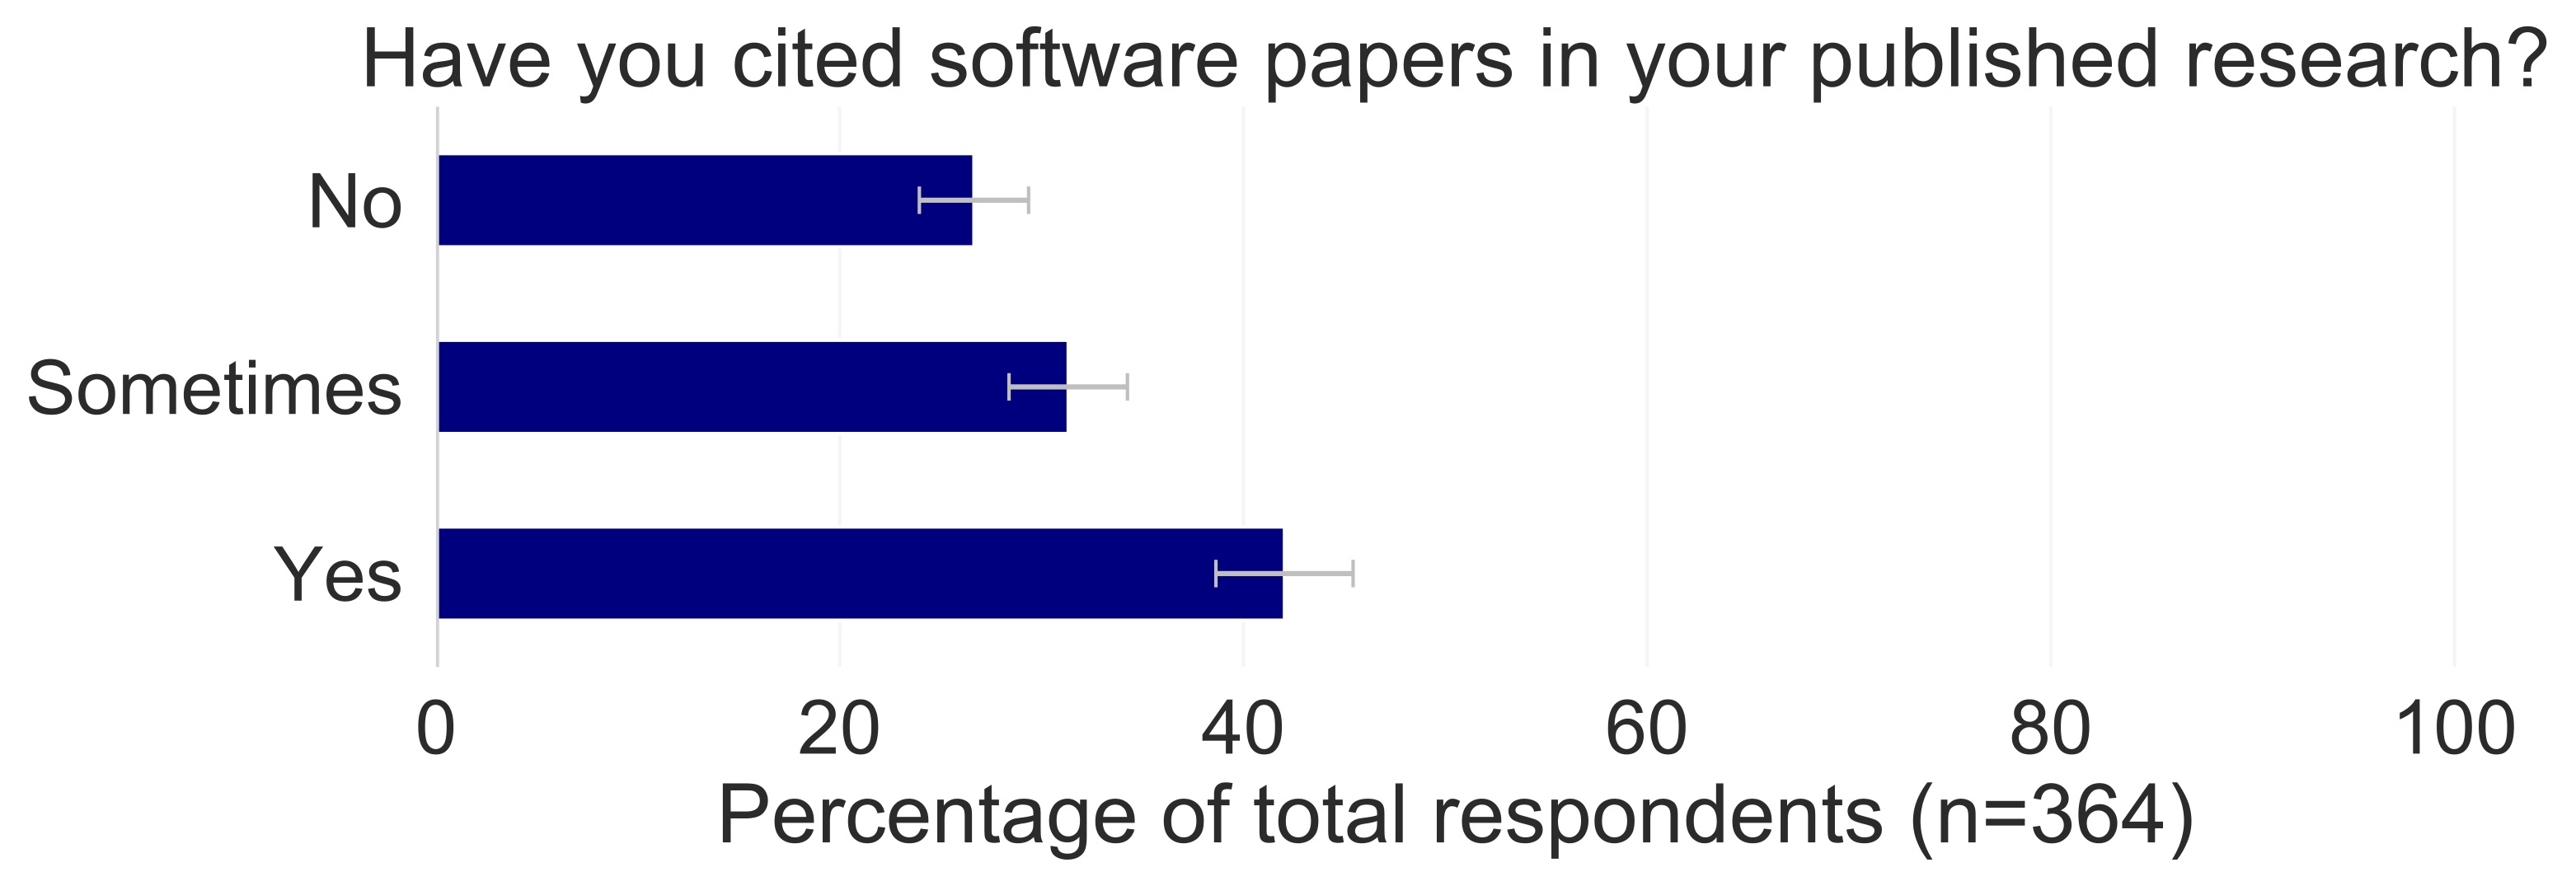 Have you cited software papers in your published research?
No
Sometimes
Yes
0 20 40 60 80 100
Percentage of total respondents (n=364)